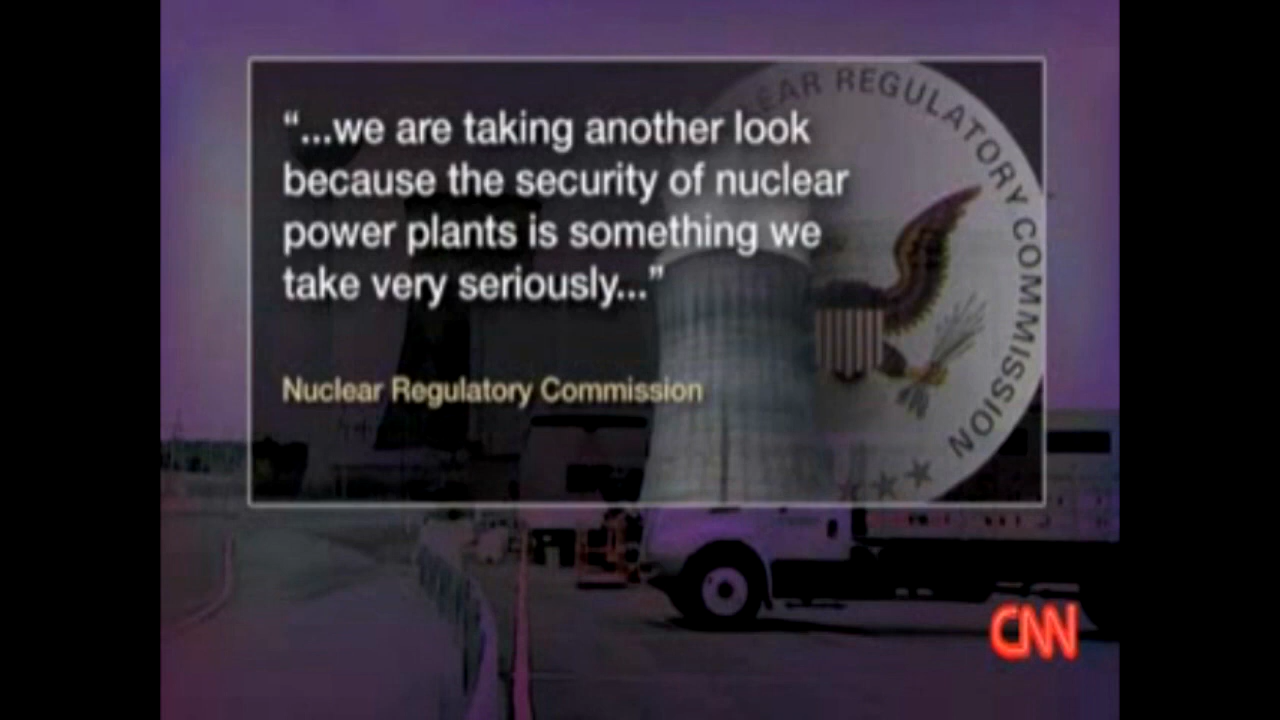 “...we are taking another look
because the security of nuclear
power plants is something we
take very seriously...”
Nuclear Regulatory Commission
EAR REGULATORY COMMISSION
CNN